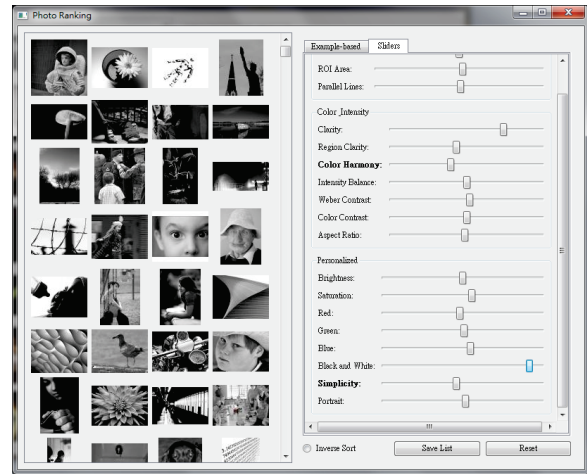 Photo Ranking
Example-based Sliders
ROI Area:
Parallel Lines:
Color_Intensity
Clarity:
Region Clarity:
Color Harmony:
Intensity Balance:
Weber Contrast:
Color Contrast:
Aspect Ratio:
Personalized
Brightness:
Saturation:
Red:
Green:
Blue:
Black and White:
Simplicity:
Portrait:
Inverse Sort Save List Reset